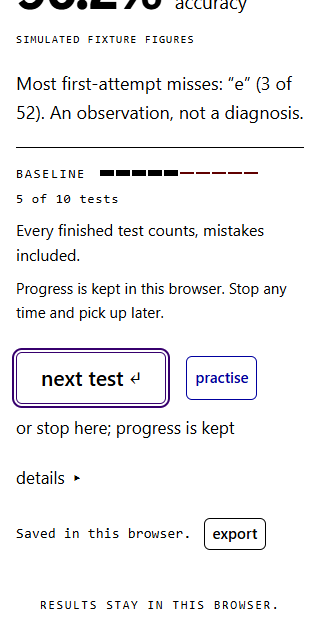 accuracy
SIMULATED FIXTURE FIGURES
Most first-attempt misses: “e” (3 of
52). An observation, not a diagnosis.
BASELINE
5 of 10 tests
Every finished test counts, mistakes
included.
Progress is kept in this browser. Stop any
time and pick up later.
next test ↵
practise
or stop here; progress is kept
details ▸
Saved in this browser.
export
RESULTS STAY IN THIS BROWSER.